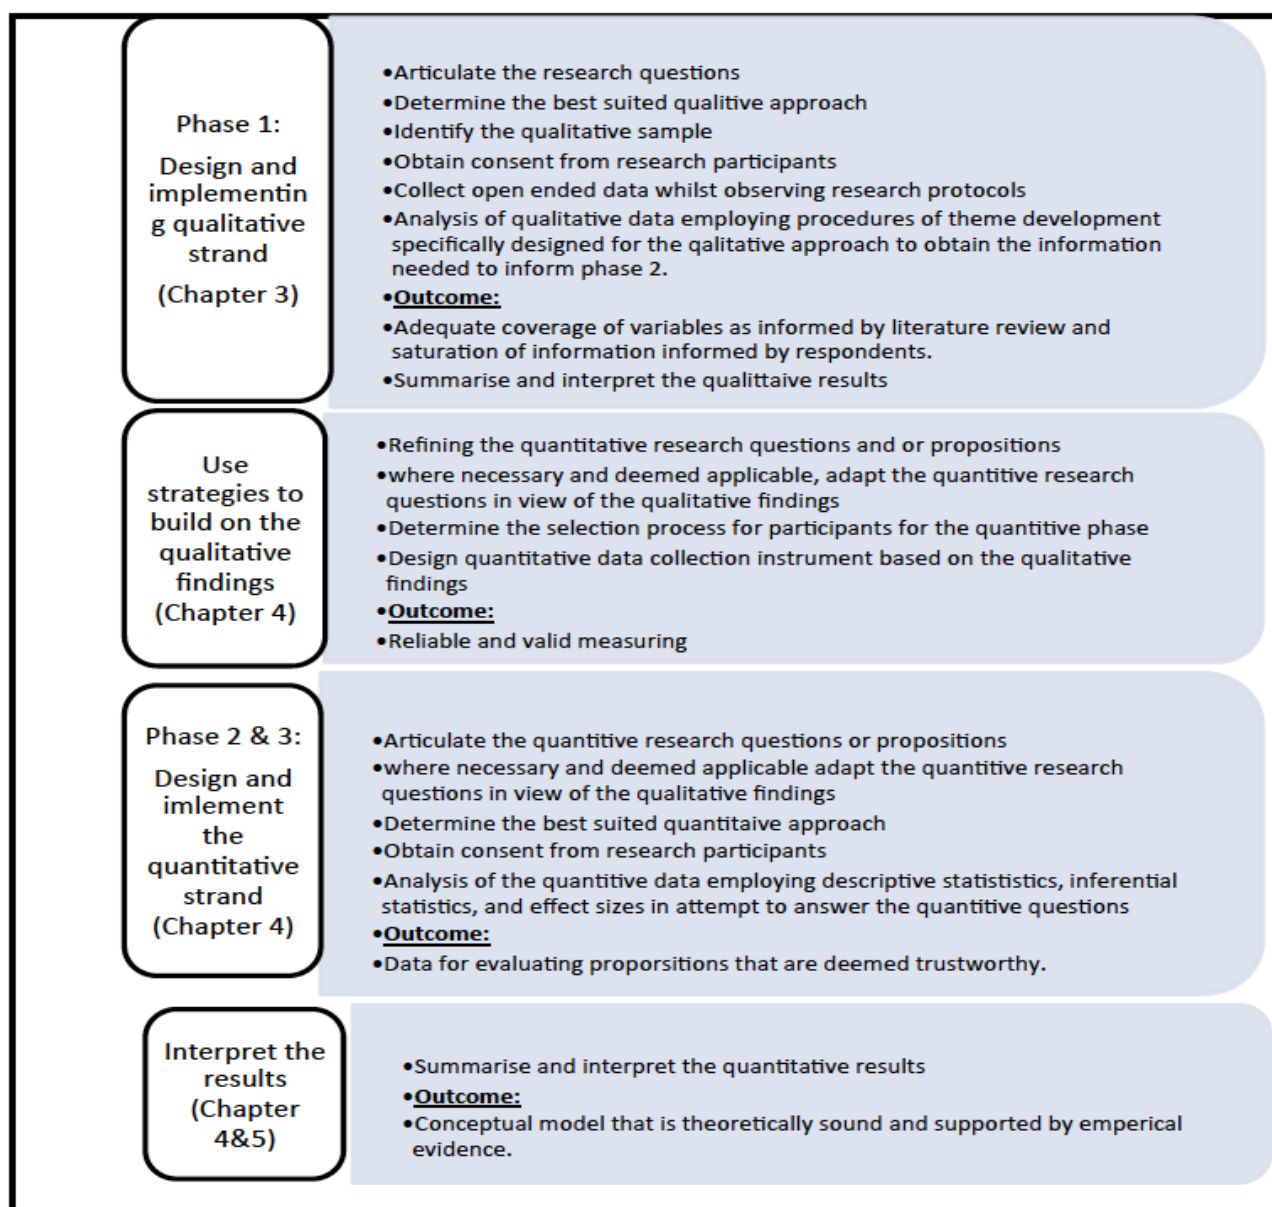 Phase 1:
Design and
implementin
g qualitative
strand
(Chapter 3)
•Articulate the research questions
•Determine the best suited qualitive approach
•Identify the qualitative sample
•Obtain consent from research participants
•Collect open ended data whilst observing research protocols
•Analysis of qualitative data employing procedures of theme development
specifically designed for the qalitative approach to obtain the information
needed to inform phase 2.
•Outcome:
•Adequate coverage of variables as informed by literature review and
saturation of information informed by respondents.
•Summarise and interpret the qualittaive results
Use
strategies to
build on the
qualitative
findings
(Chapter 4)
•Refining the quantitative research questions and or propositions
•where necessary and deemed applicable, adapt the quantitive research
questions in view of the qualitative findings
•Determine the selection process for participants for the quantitive phase
•Design quantitative data collection instrument based on the qualitative
findings
•Outcome:
•Reliable and valid measuring
Phase 2 & 3:
Design and
imlement
the
quantitative
strand
(Chapter 4)
•Articulate the quantitive research questions or propositions
•where necessary and deemed applicable adapt the quantitive research
questions in view of the qualitative findings
•Determine the best suited quantitaive approach
•Obtain consent from research participants
•Analysis of the quantitive data employing descriptive statististics, inferential
statistics, and effect sizes in attempt to answer the quantitive questions
•Outcome:
•Data for evaluating proporsitions that are deemed trustworthy.
Interpret the
results
(Chapter
4&5)
•Summarise and interpret the quantitative results
•Outcome:
•Conceptual model that is theoretically sound and supported by emperical
evidence.